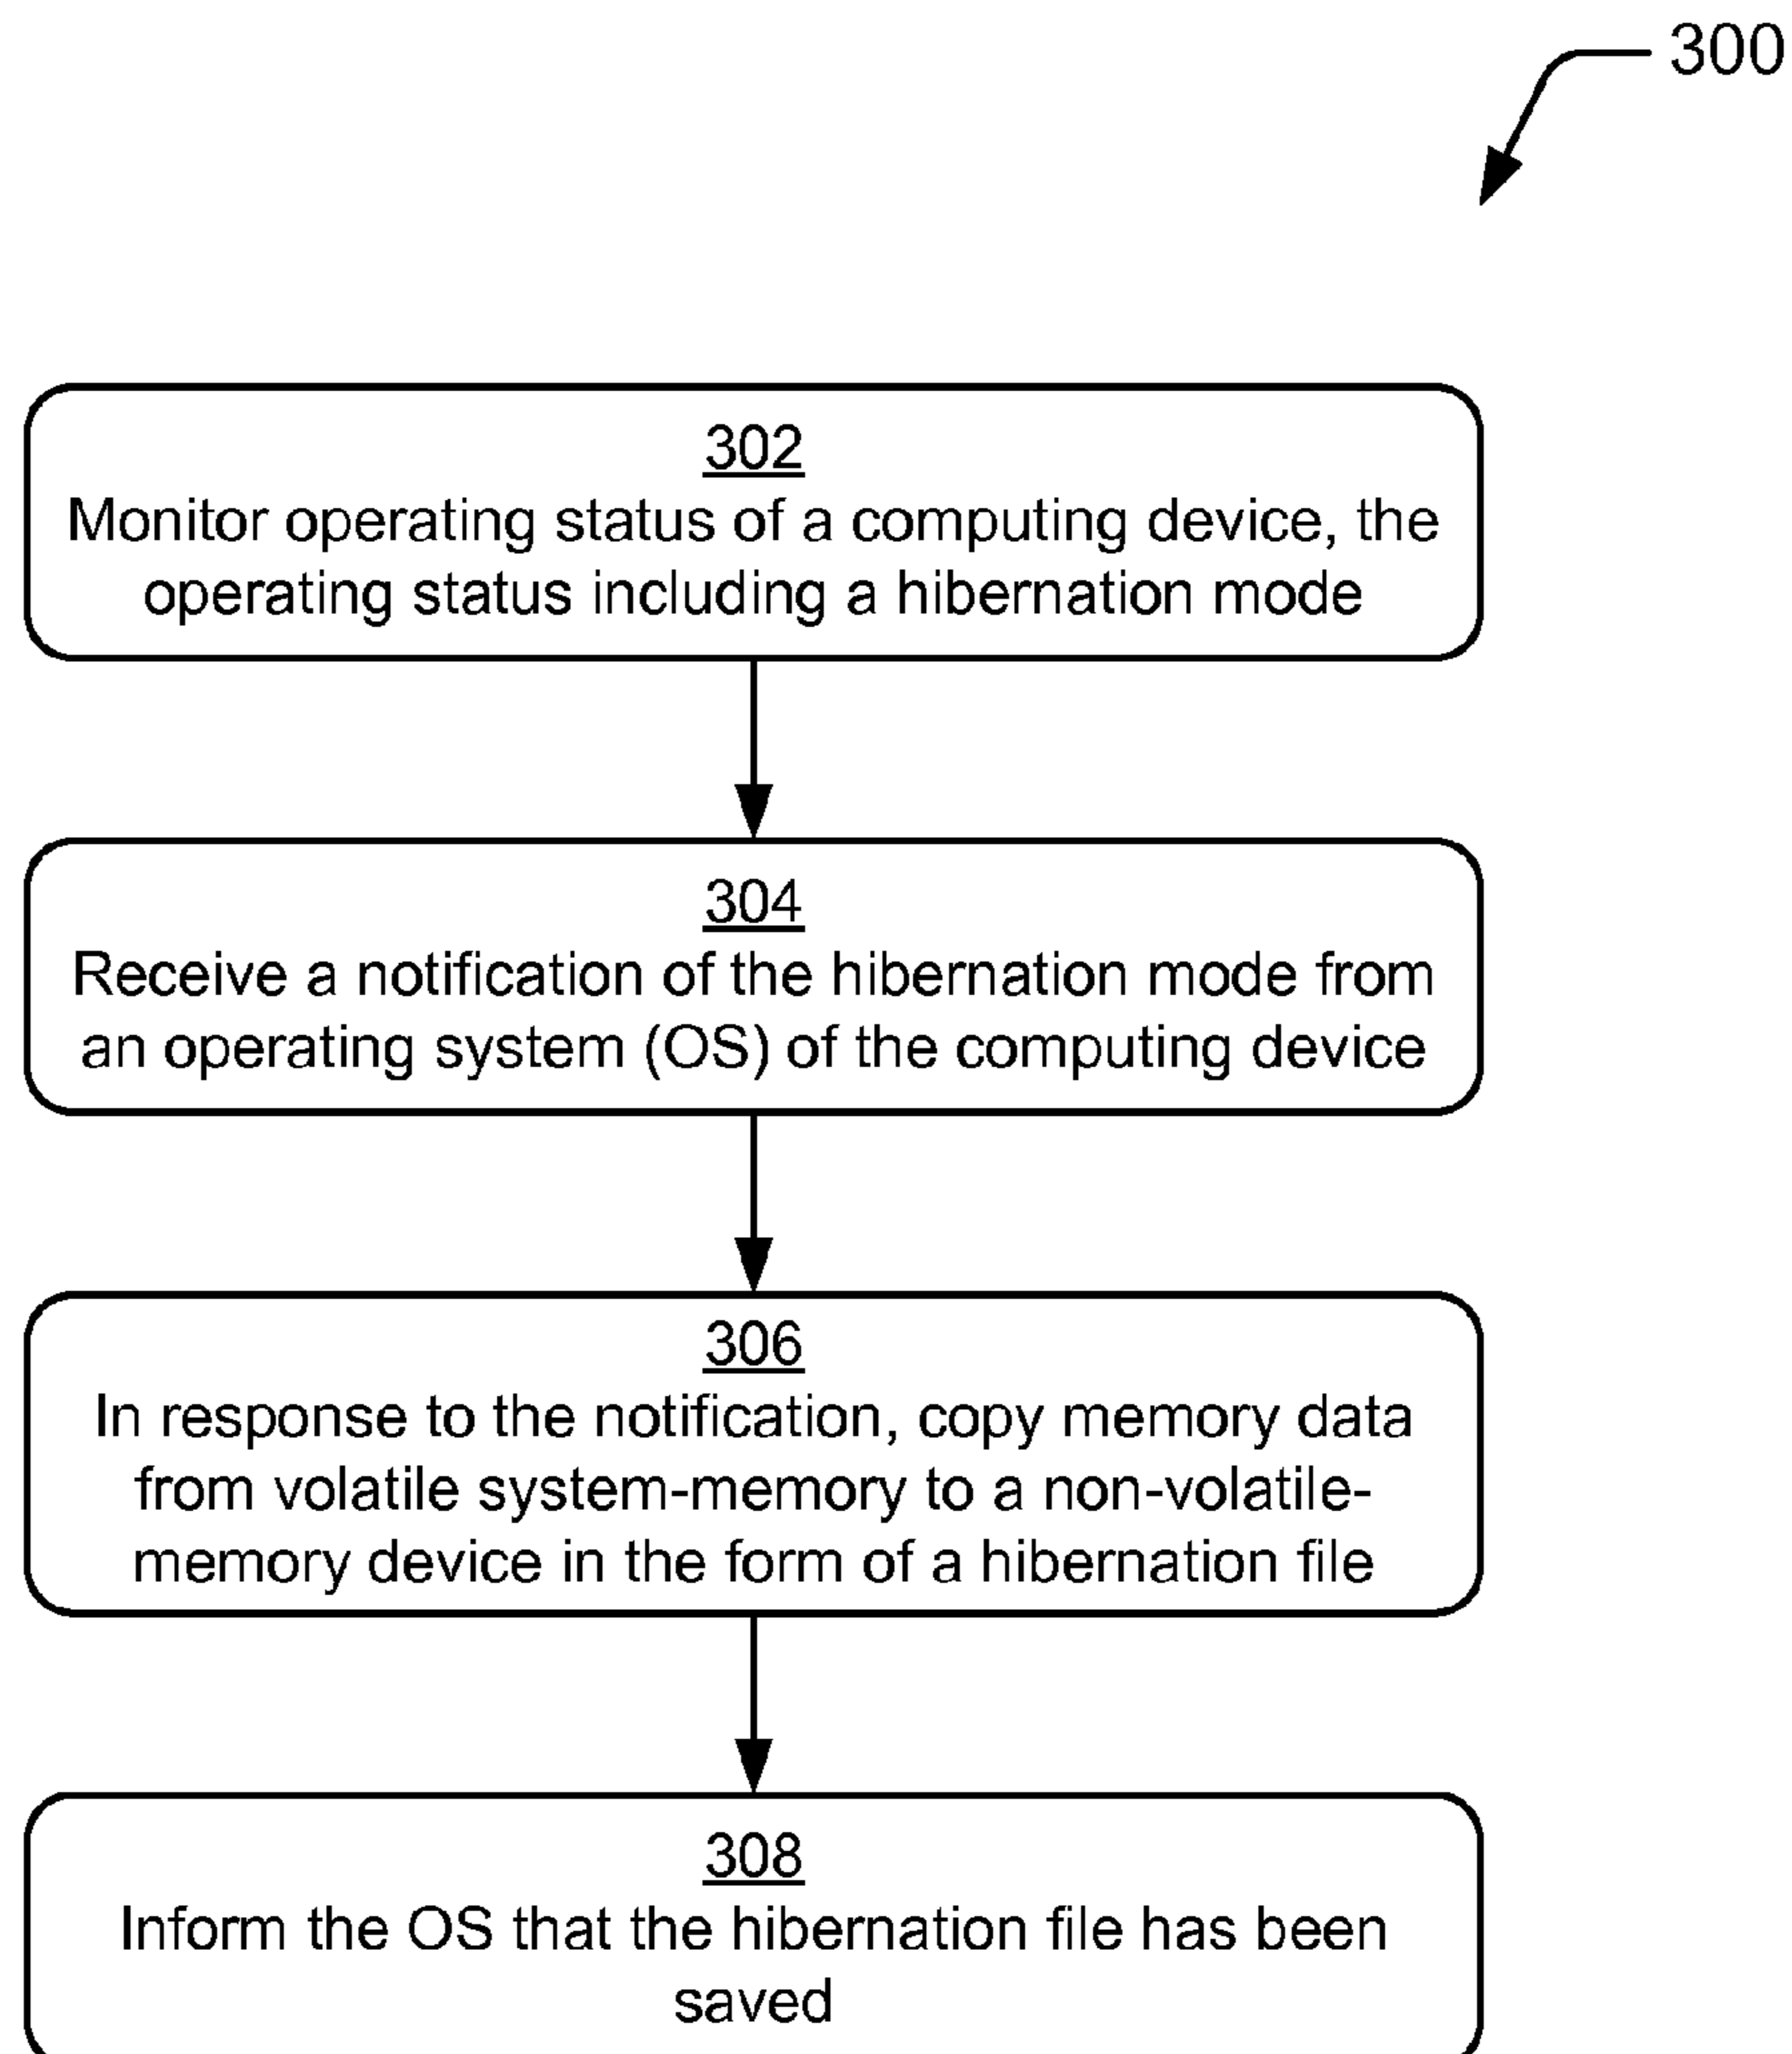 300
302
Monitor operating status of a computing device, the
operating status including a hibernation mode
304
Receive a notification of the hibernation mode from
an operating system (OS) of the computing device
306
In response to the notification, copy memory data
from volatile system-memory to a non-volatile-
memory device in the form of a hibernation file
308
Inform the OS that the hibernation file has been
saved